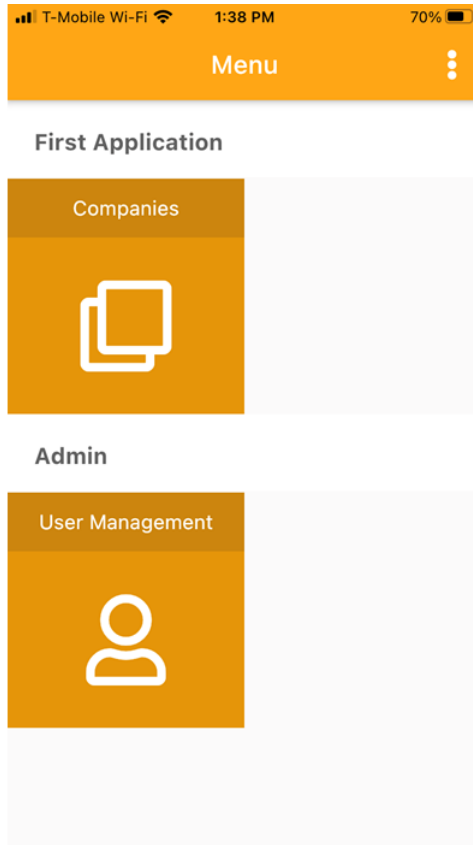 T-Mobile Wi-Fi 1:38 PM 70%
Menu
First Application
Companies
Admin
User Management